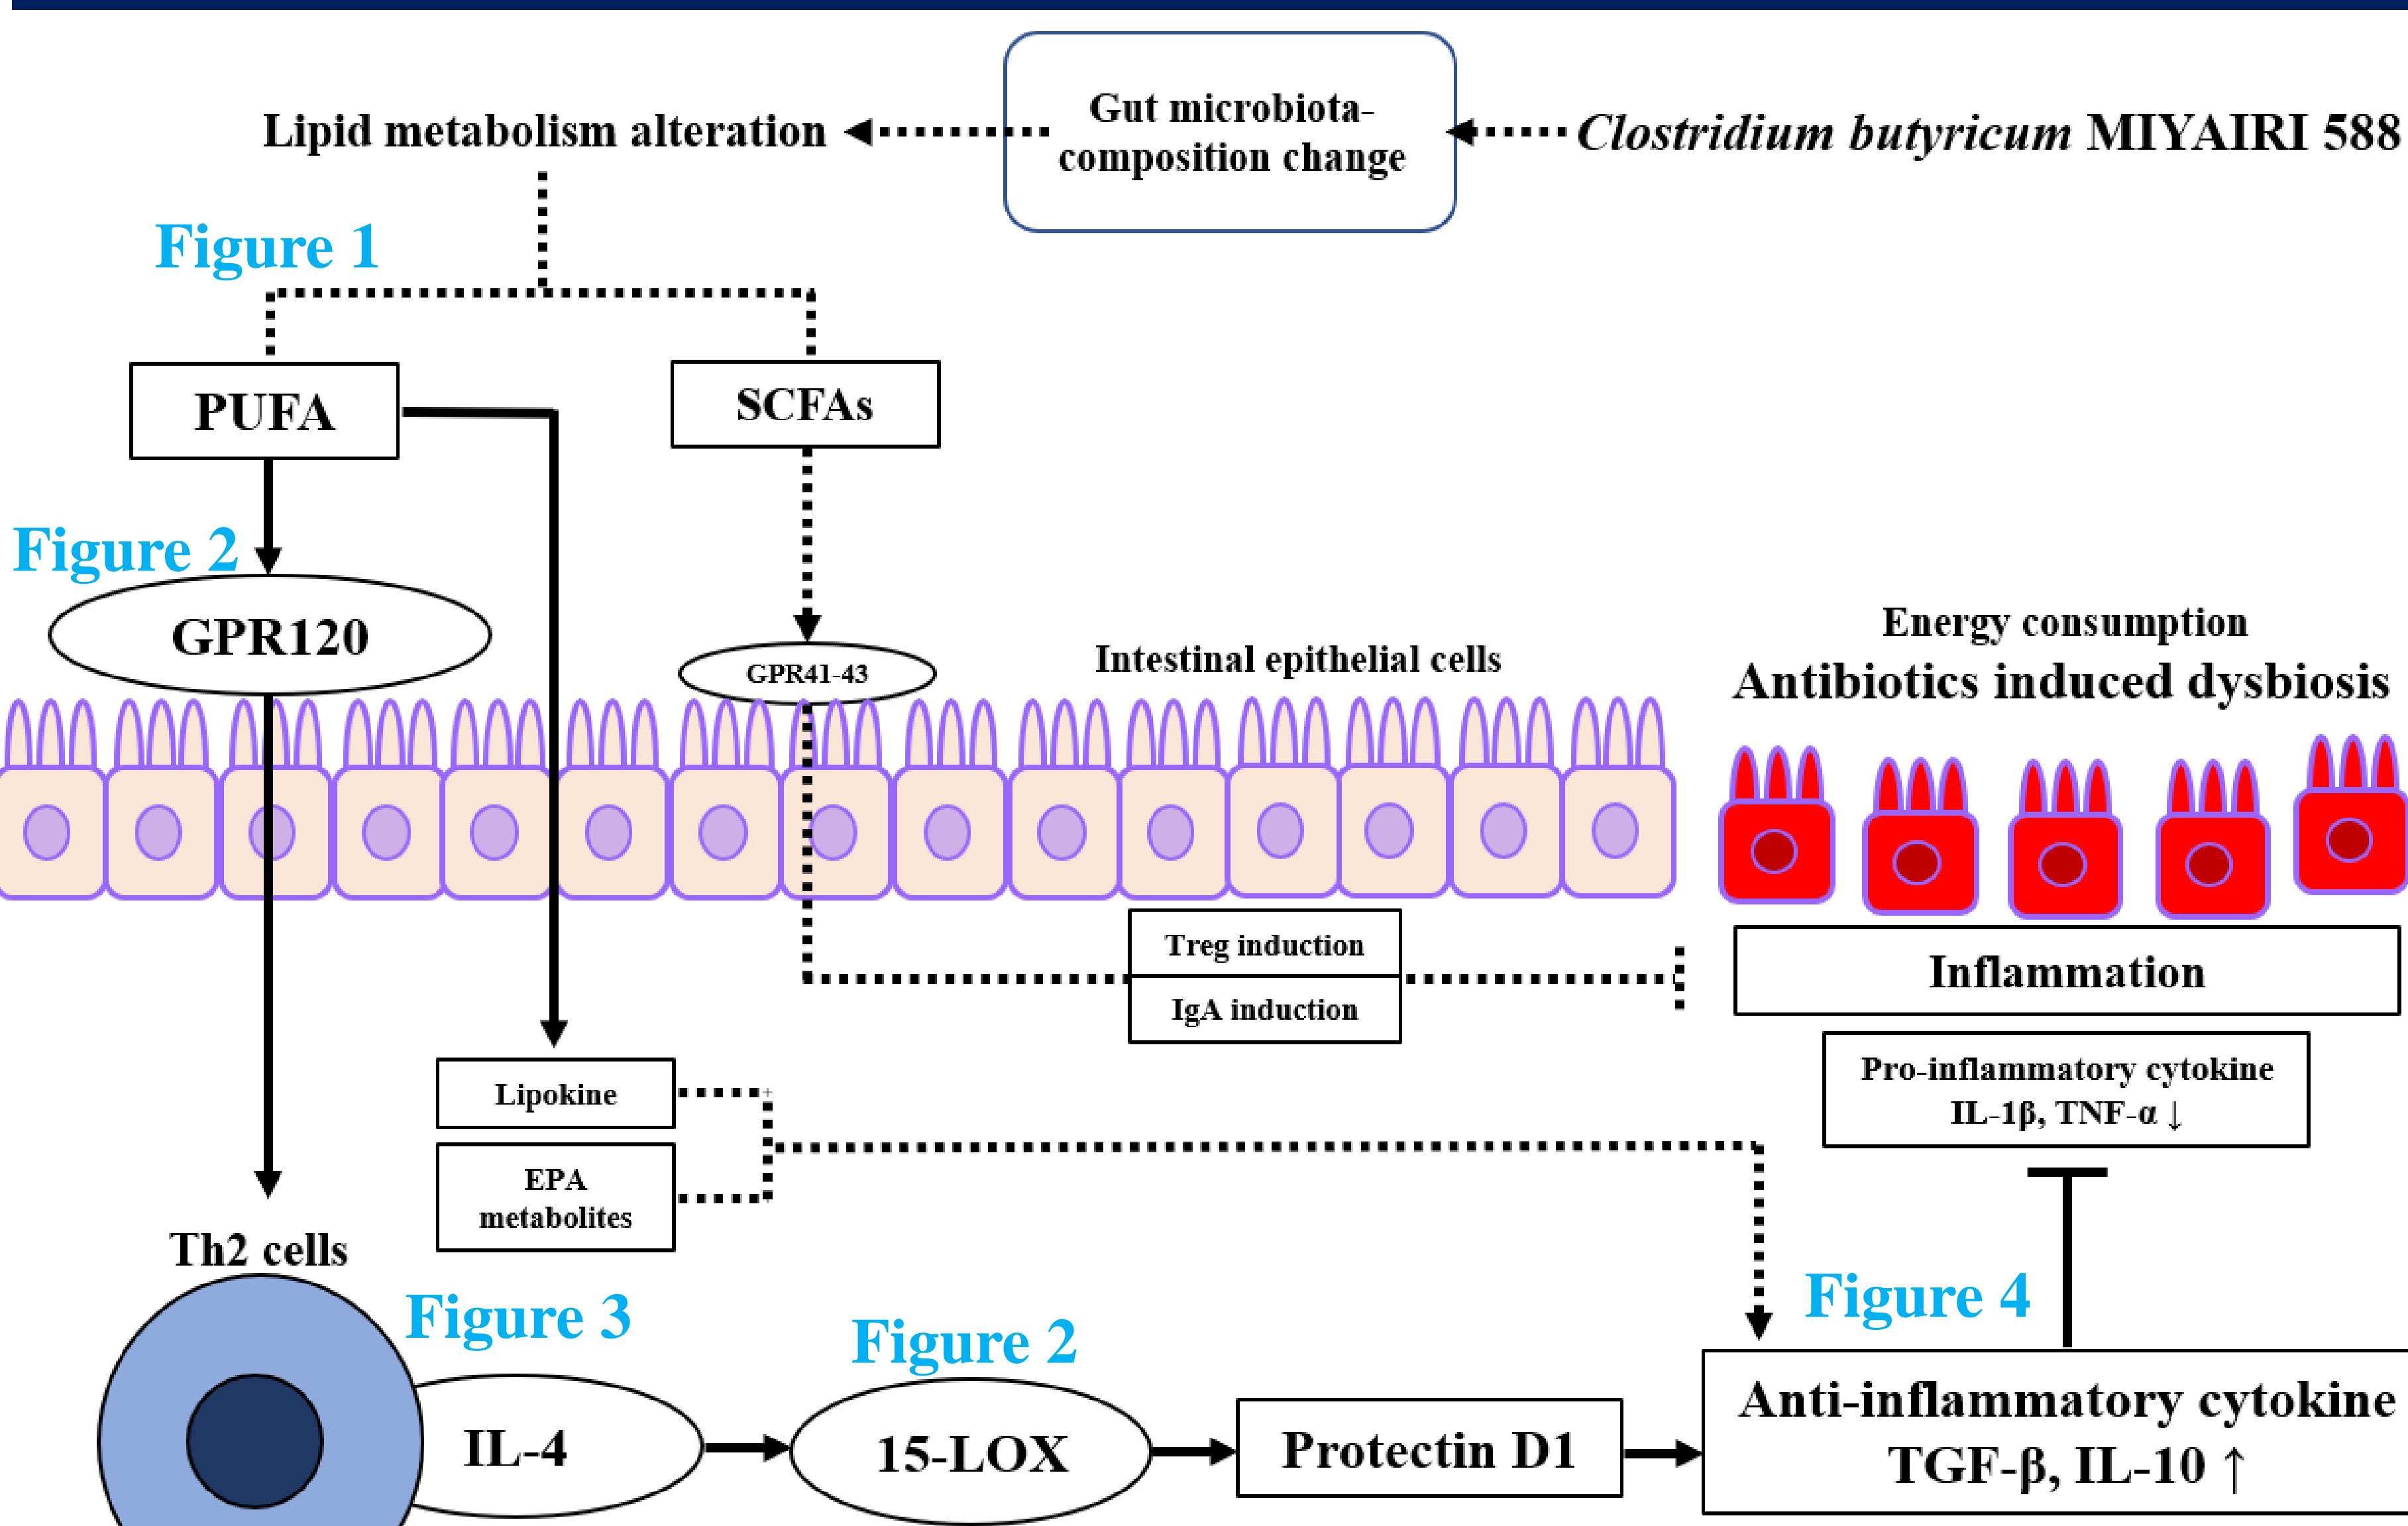 Gut microbiota-
composition change
Clostridium butyricum MIYAIRI 588
Lipid metabolism alteration
Figure 1
PUFA
SCFAs
Figure 2
GPR120
GPR41-43
Intestinal epithelial cells
Energy consumption
Antibiotics induced dysbiosis
Treg induction
IgA induction
Inflammation
Pro-inflammatory cytokine
IL-1β, TNF-α ↓
Lipokine
EPA
metabolites
Th2 cells
Figure 3
Figure 2
Figure 4
IL-4
15-LOX
Protectin D1
Anti-inflammatory cytokine
TGF-β, IL-10 ↑